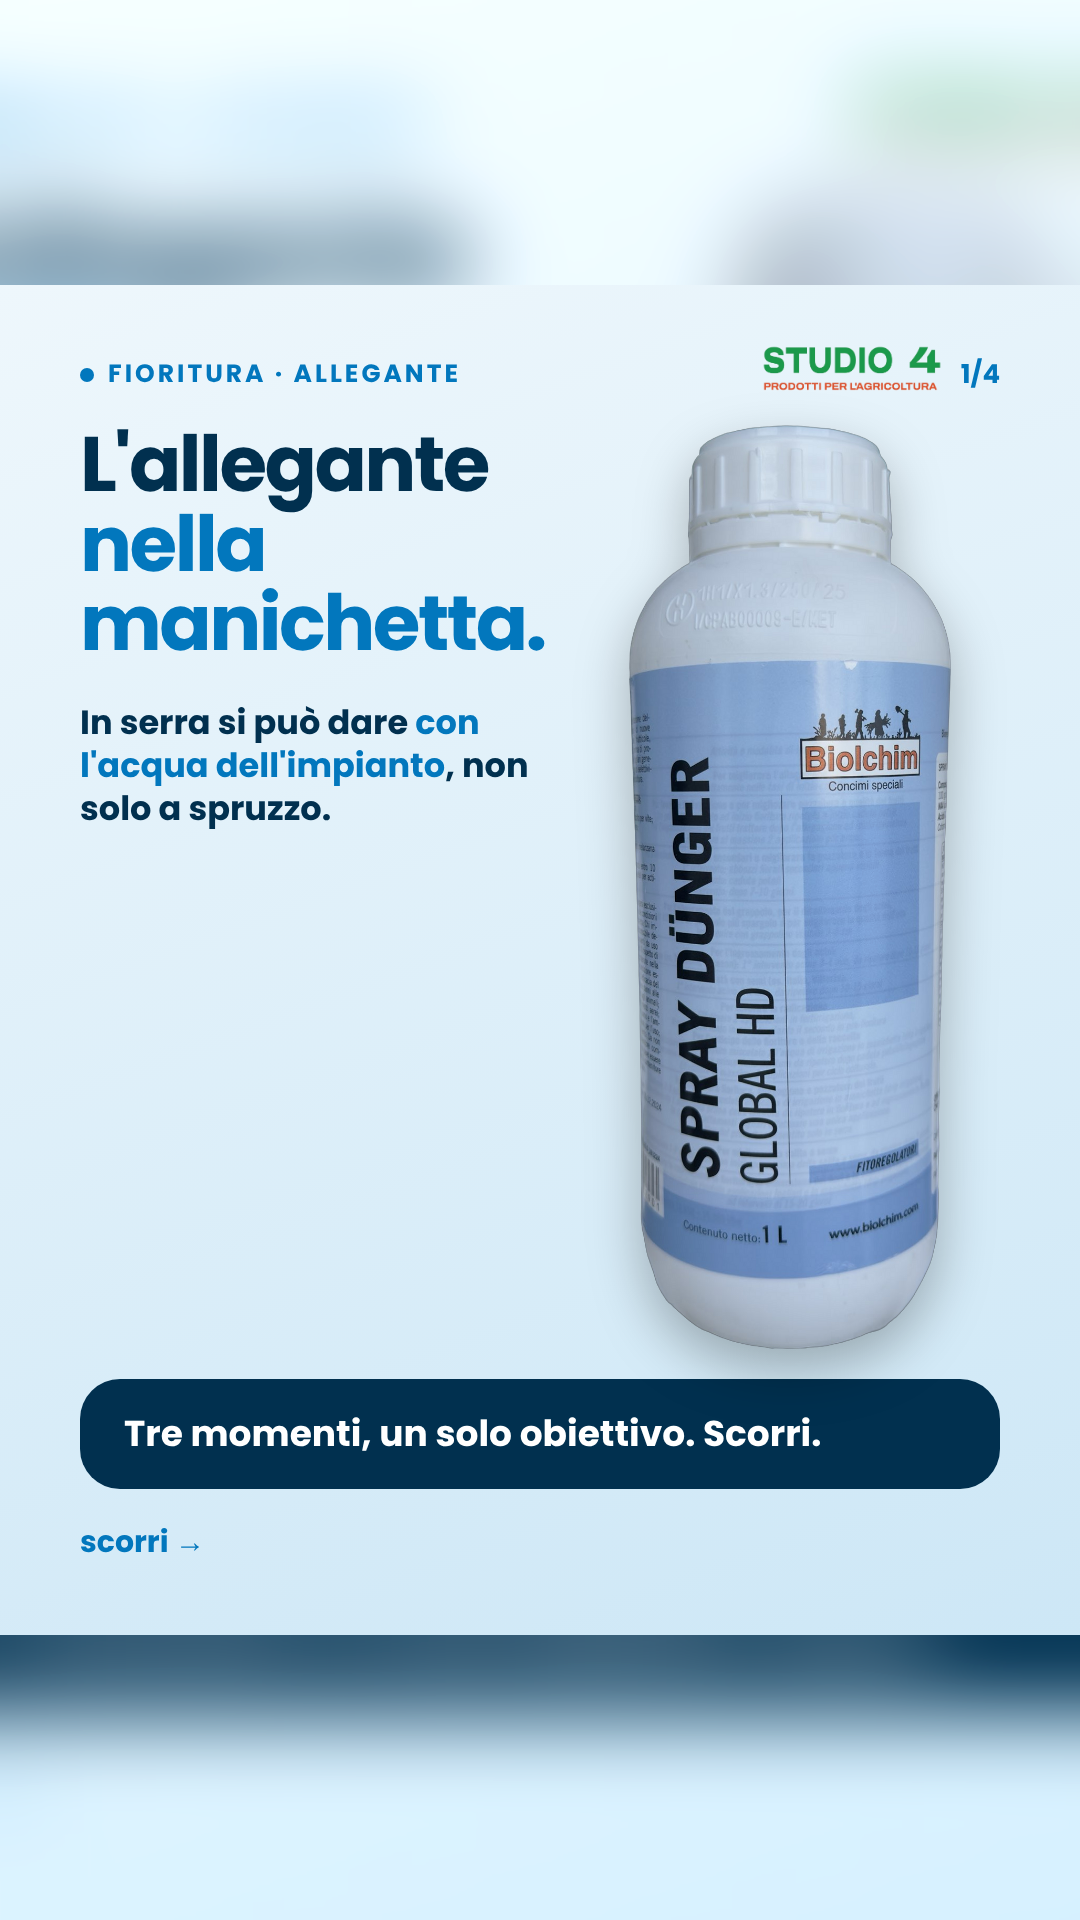 FIORITURA · ALLEGANTE
STUDIO 4
PRODOTTI PER L'AGRICOLTURA
1/4
L'allegante
nella
manichetta.
In serra si può dare con
l'acqua dell'impianto, non
solo a spruzzo.
Biolchim
Concimi speciali
SPRAY DÜNGER
GLOBAL HD
FITOREGOLATORI
Contenuto netto: 1 L
www.biolchim.com
Tre momenti, un solo obiettivo. Scorri.
scorri →